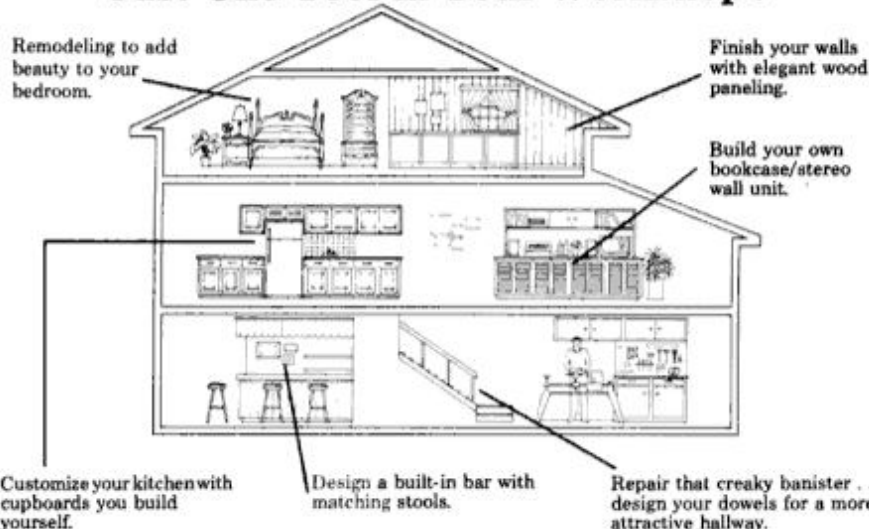 Remodeling to add
beauty to your
bedroom.
Finish your walls
with elegant wood
paneling.
Build your own
bookcase/stereo
wall unit.
Customize your kitchen with
cupboards you build
yourself.
Design a built-in bar with
matching stools.
Repair that creaky banister . .
design your dowels for a more
attractive hallway.